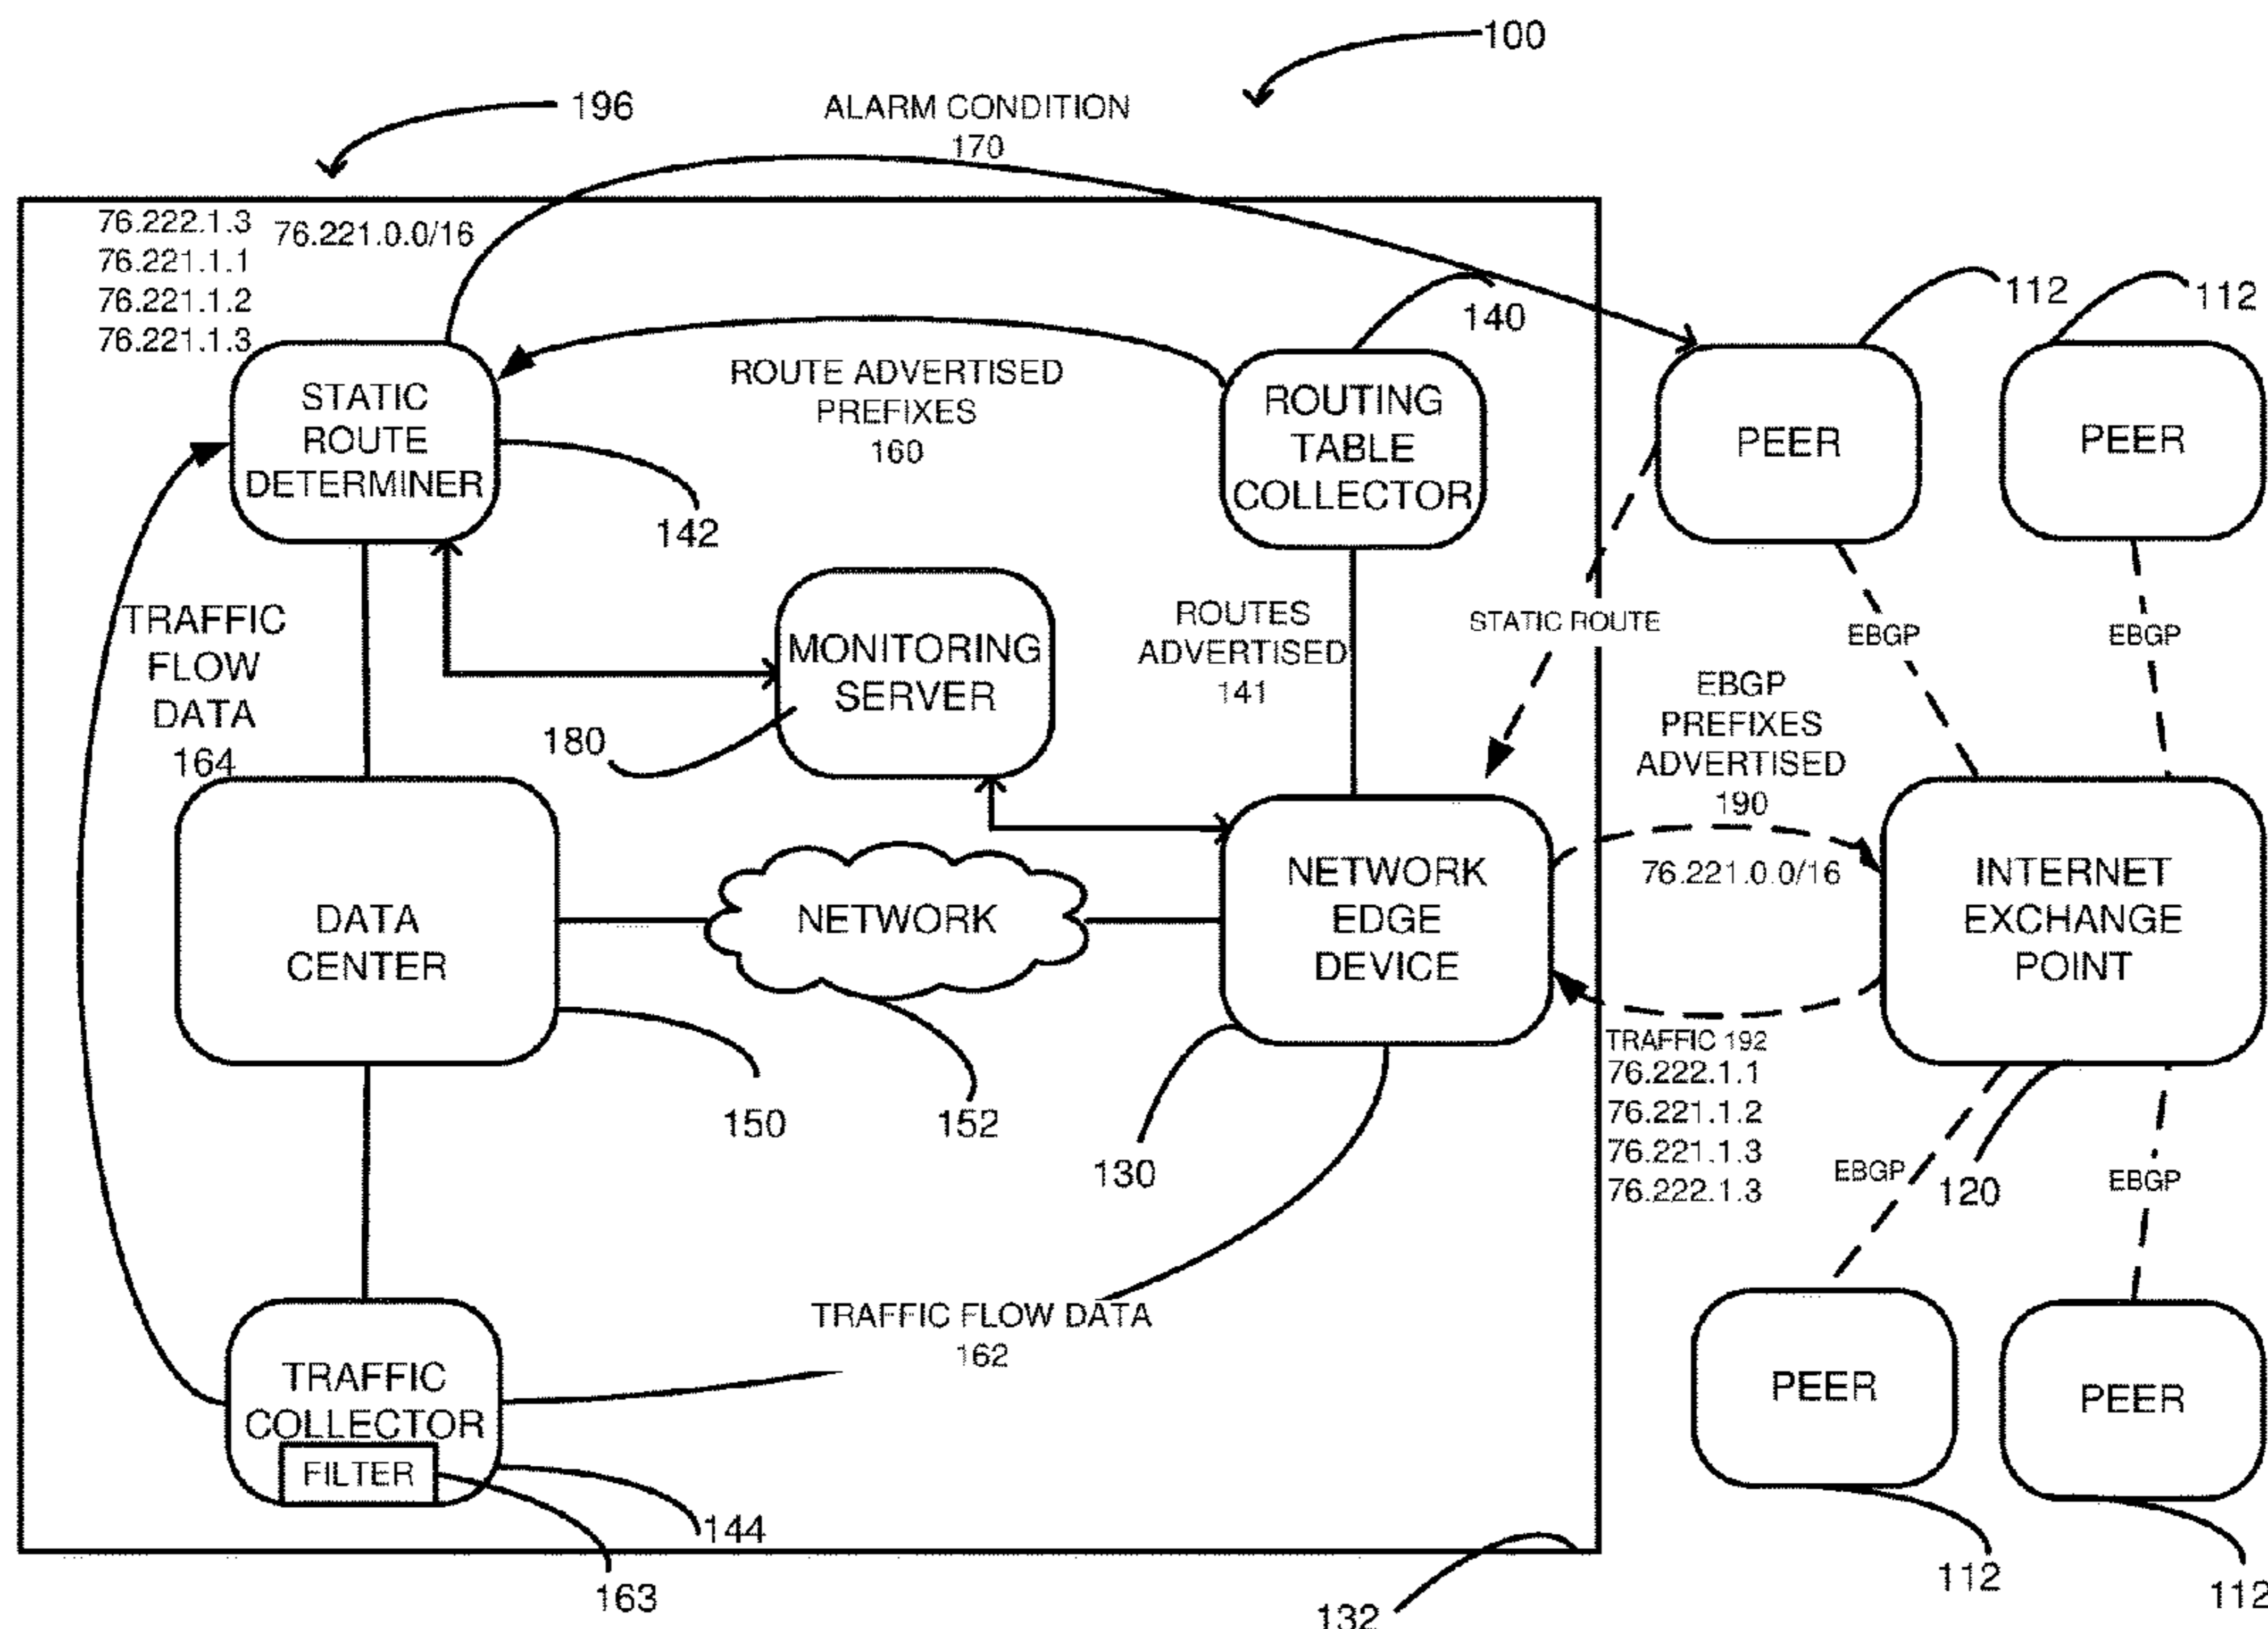 100
196
ALARM CONDITION
170
76.222.1.3
76.221.1.1
76.221.1.2
76.221.1.3
76.221.0.0/16
STATIC
ROUTE
DETERMINER
142
ROUTE ADVERTISED
PREFIXES
160
140
ROUTING
TABLE
COLLECTOR
112
PEER
112
PEER
TRAFFIC
FLOW
DATA
164
MONITORING
SERVER
180
ROUTES
ADVERTISED
141
STATIC ROUTE
EBGP
EBGP
EBGP
PREFIXES
ADVERTISED
190
76.221.0.0/16
DATA
CENTER
150
NETWORK
152
NETWORK
EDGE
DEVICE
130
INTERNET
EXCHANGE
POINT
120
TRAFFIC 192
76.222.1.1
76.221.1.2
76.221.1.3
76.222.1.3
EBGP
EBGP
TRAFFIC FLOW DATA
162
TRAFFIC
COLLECTOR
FILTER
144
163
132
PEER
112
PEER
112